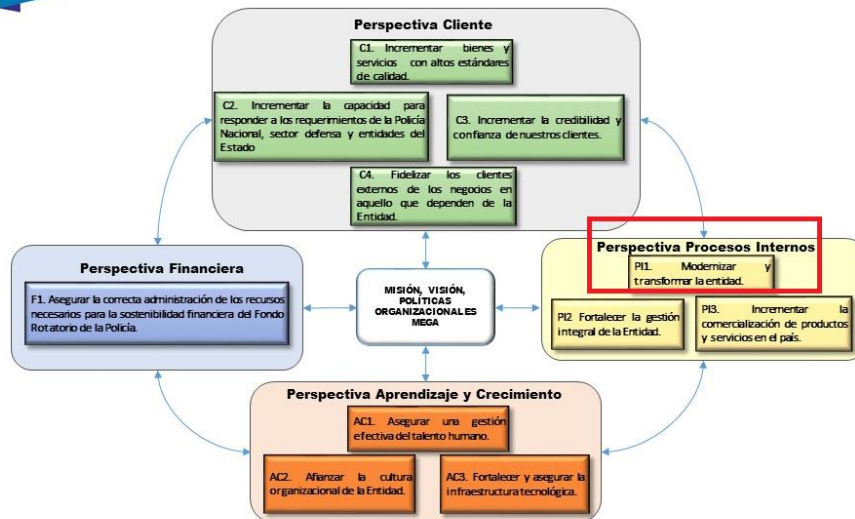 Perspectiva Cliente
C1. Incrementar bienes y
servicios con altos estándares
de calidad.
C2. Incrementar la capacidad para
responder a los requerimientos de la Policía
Nacional, sector defensa y entidades del
Estado
C3. Incrementar la credibilidad y
confianza de nuestros clientes.
C4. Fidelizar los clientes
externos de los negocios en
aquello que dependen de la
Entidad.
Perspectiva Financiera
F1. Asegurar la correcta administración de los recursos
necesarios para la sostenibilidad financiera del Fondo
Rotatorio de la Policía.
MISIÓN, VISIÓN,
POLÍTICAS
ORGANIZACIONALES
MEGA
Perspectiva Procesos Internos
PI1. Modernizar y
transformar la entidad.
PI2 Fortalecer la gestión
integral de la Entidad.
PI3. Incrementar la
comercialización de productos
y servicios en el país.
Perspectiva Aprendizaje y Crecimiento
AC1. Asegurar una gestión
efectiva del talento humano.
AC2. Afianzar la cultura
organizacional de la Entidad.
AC3. Fortalecer y asegurar la
infraestructura tecnológica.